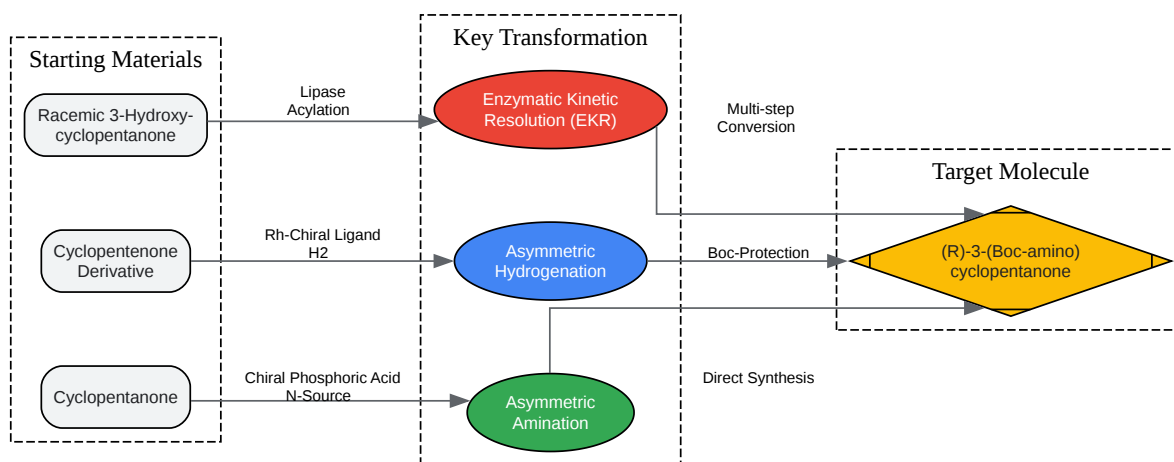 Starting Materials
Racemic 3-Hydroxy-
cyclopentanone
Cyclopentenone
Derivative
Cyclopentanone
Lipase
Acylation
Rh-Chiral Ligand
H2
Chiral Phosphoric Acid
N-Source
Key Transformation
Enzymatic Kinetic
Resolution (EKR)
Asymmetric
Hydrogenation
Asymmetric
Amination
Multi-step
Conversion
Boc-Protection
Direct Synthesis
Target Molecule
(R)-3-(Boc-amino)
cyclopentanone